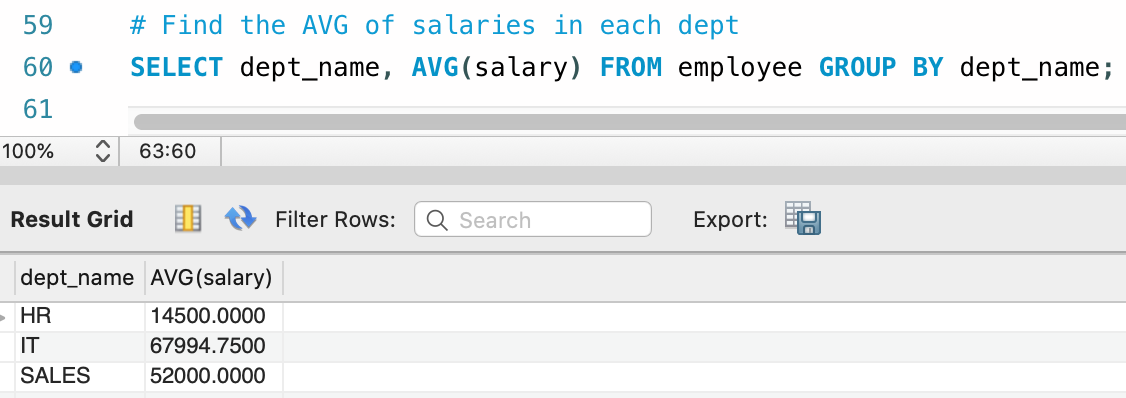 59 # Find the AVG of salaries in each dept
60 SELECT dept_name, AVG(salary) FROM employee GROUP BY dept_name;
61
100% 63:60
Result Grid Filter Rows: Search Export:
dept_name AVG(salary)
HR 14500.0000
IT 67994.7500
SALES 52000.0000